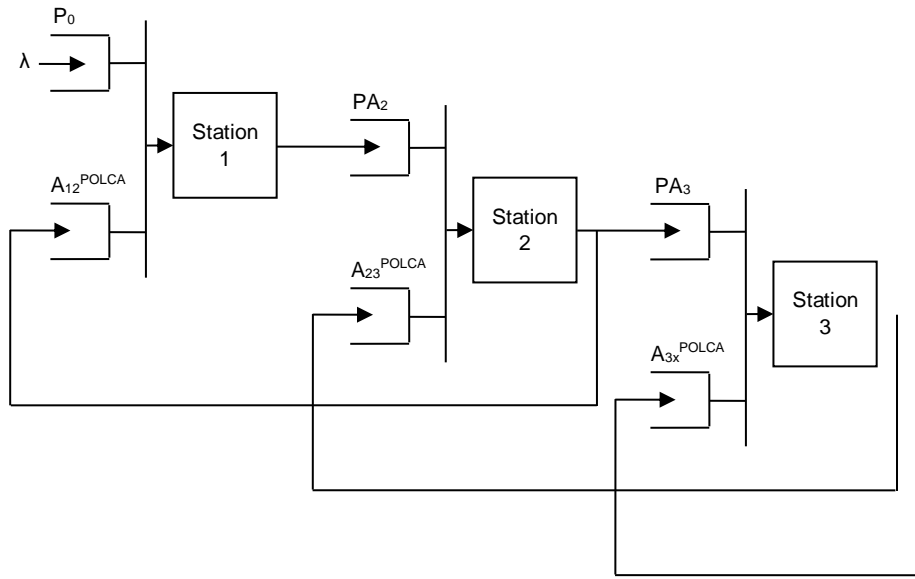 P₀
λ
Station
1
A₁₂ᴾᴼᴸᶜᴬ
PA₂
Station
2
A₂₃ᴾᴼᴸᶜᴬ
PA₃
Station
3
A₃ₓᴾᴼᴸᶜᴬ